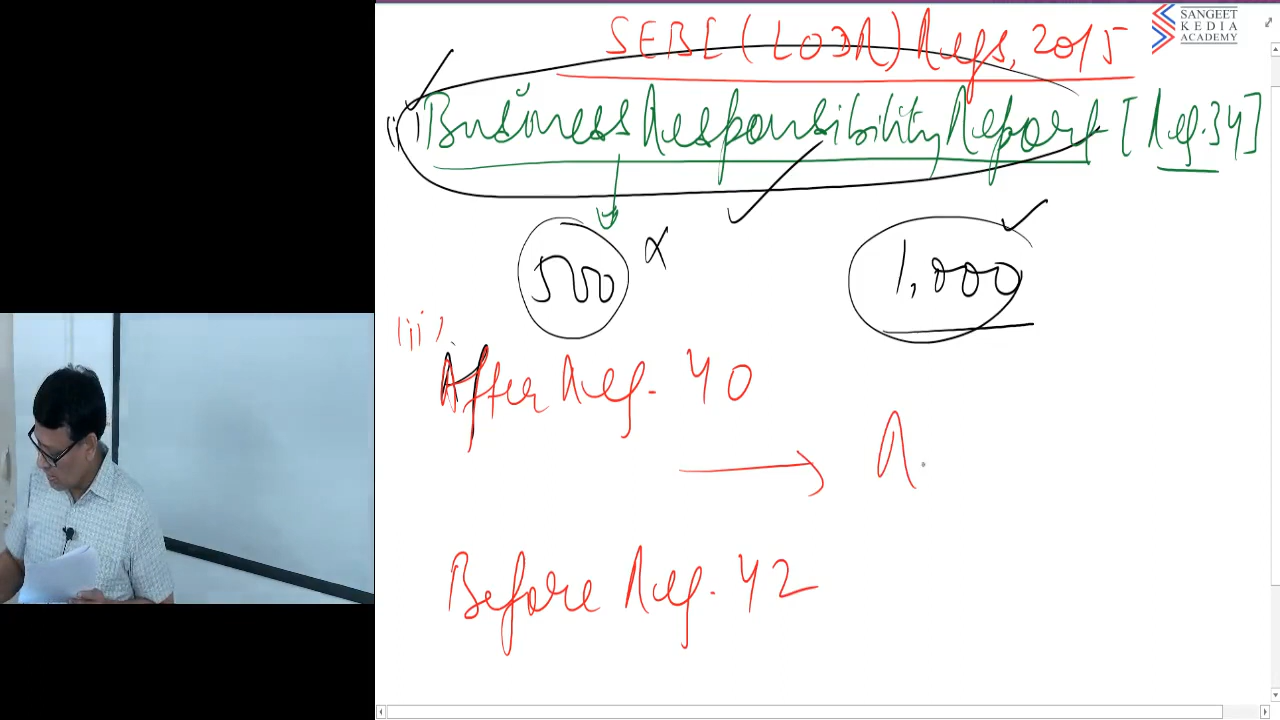 SANGEET
KEDIA
ACADEMY
SEBI (LODR) Regs, 2015
(i) Business Responsibility Report [Reg. 34]
500 x 1,000
(ii)
After Reg. 40
R
Before Reg. 42